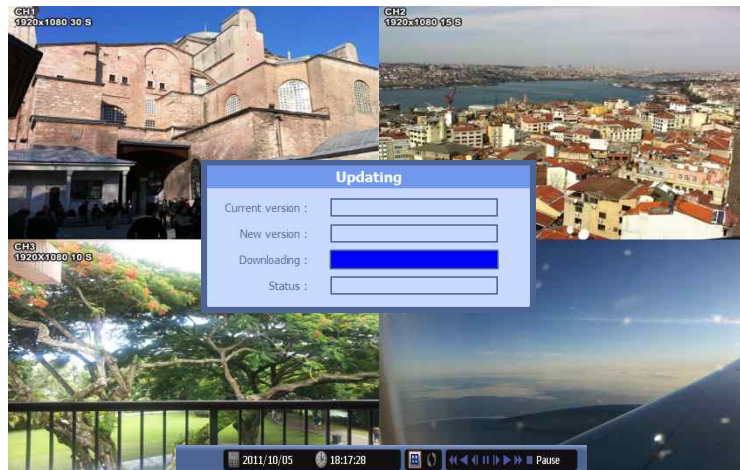 CH1
1920x1080 30 S
CH2
1920x1080 15 S
Updating
Current version :
New version :
Downloading :
Status :
CH3
1920X1080 10 S
2011/10/05 18:17:28 Pause